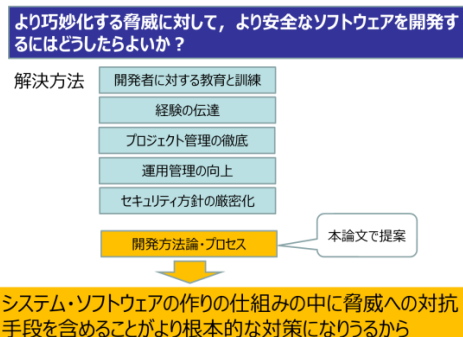 より巧妙化する脅威に対して，より安全なソフトウェアを開発す
るにはどうしたらよいか？
解決方法
開発者に対する教育と訓練
経験の伝達
プロジェクト管理の徹底
運用管理の向上
セキュリティ方針の厳密化
開発方法論・プロセス
本論文で提案
システム・ソフトウェアの作りの仕組みの中に脅威への対抗
手段を含めることがより根本的な対策になりうるから